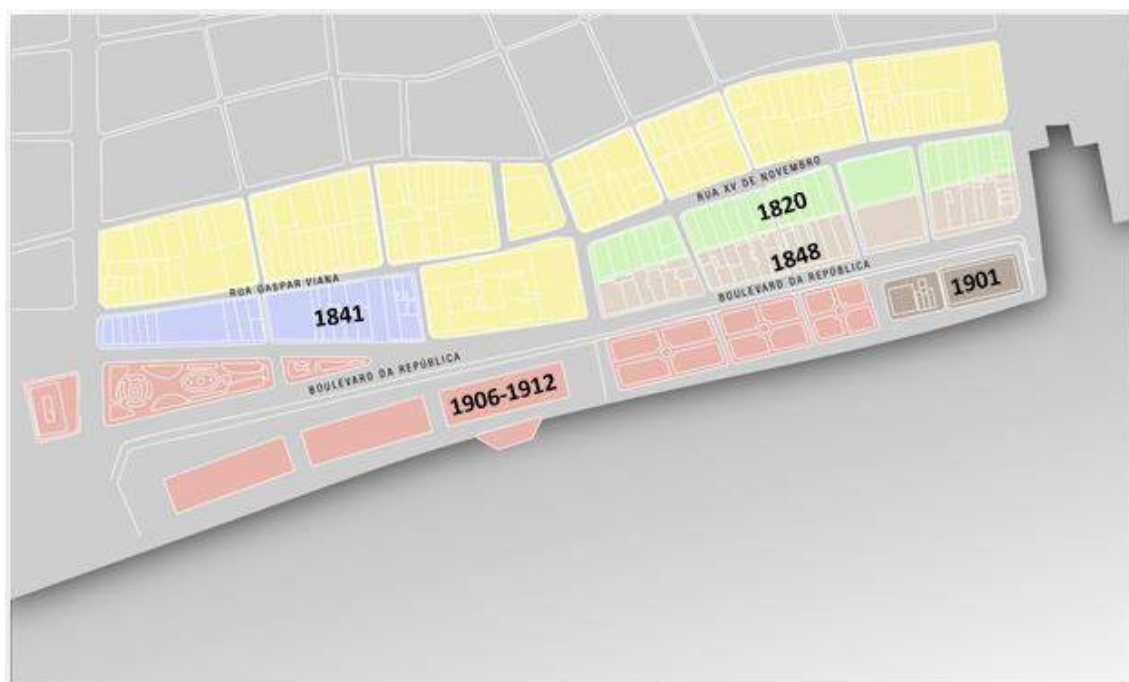 RUA XV DE NOVEMBRO
1820
1848
BOULEVARD DA REPÚBLICA
1901
RUA GASPAR VIANA
1841
BOULEVARD DA REPÚBLICA
1906-1912